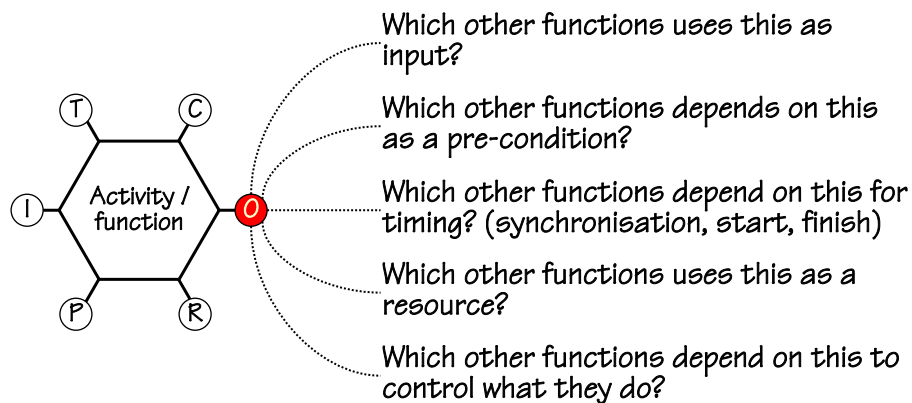 Which other functions uses this as
input?
T
C
Which other functions depends on this
as a pre-condition?
I
Activity /
function
O
Which other functions depend on this for
timing? (synchronisation, start, finish)
Which other functions uses this as a
resource?
P
R
Which other functions depend on this to
control what they do?